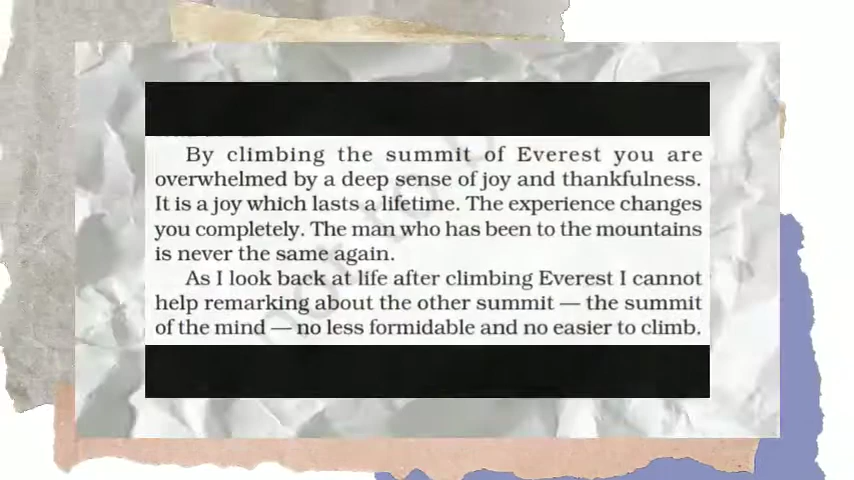 By climbing the summit of Everest you are
overwhelmed by a deep sense of joy and thankfulness.
It is a joy which lasts a lifetime. The experience changes
you completely. The man who has been to the mountains
is never the same again.
As I look back at life after climbing Everest I cannot
help remarking about the other summit — the summit
of the mind — no less formidable and no easier to climb.